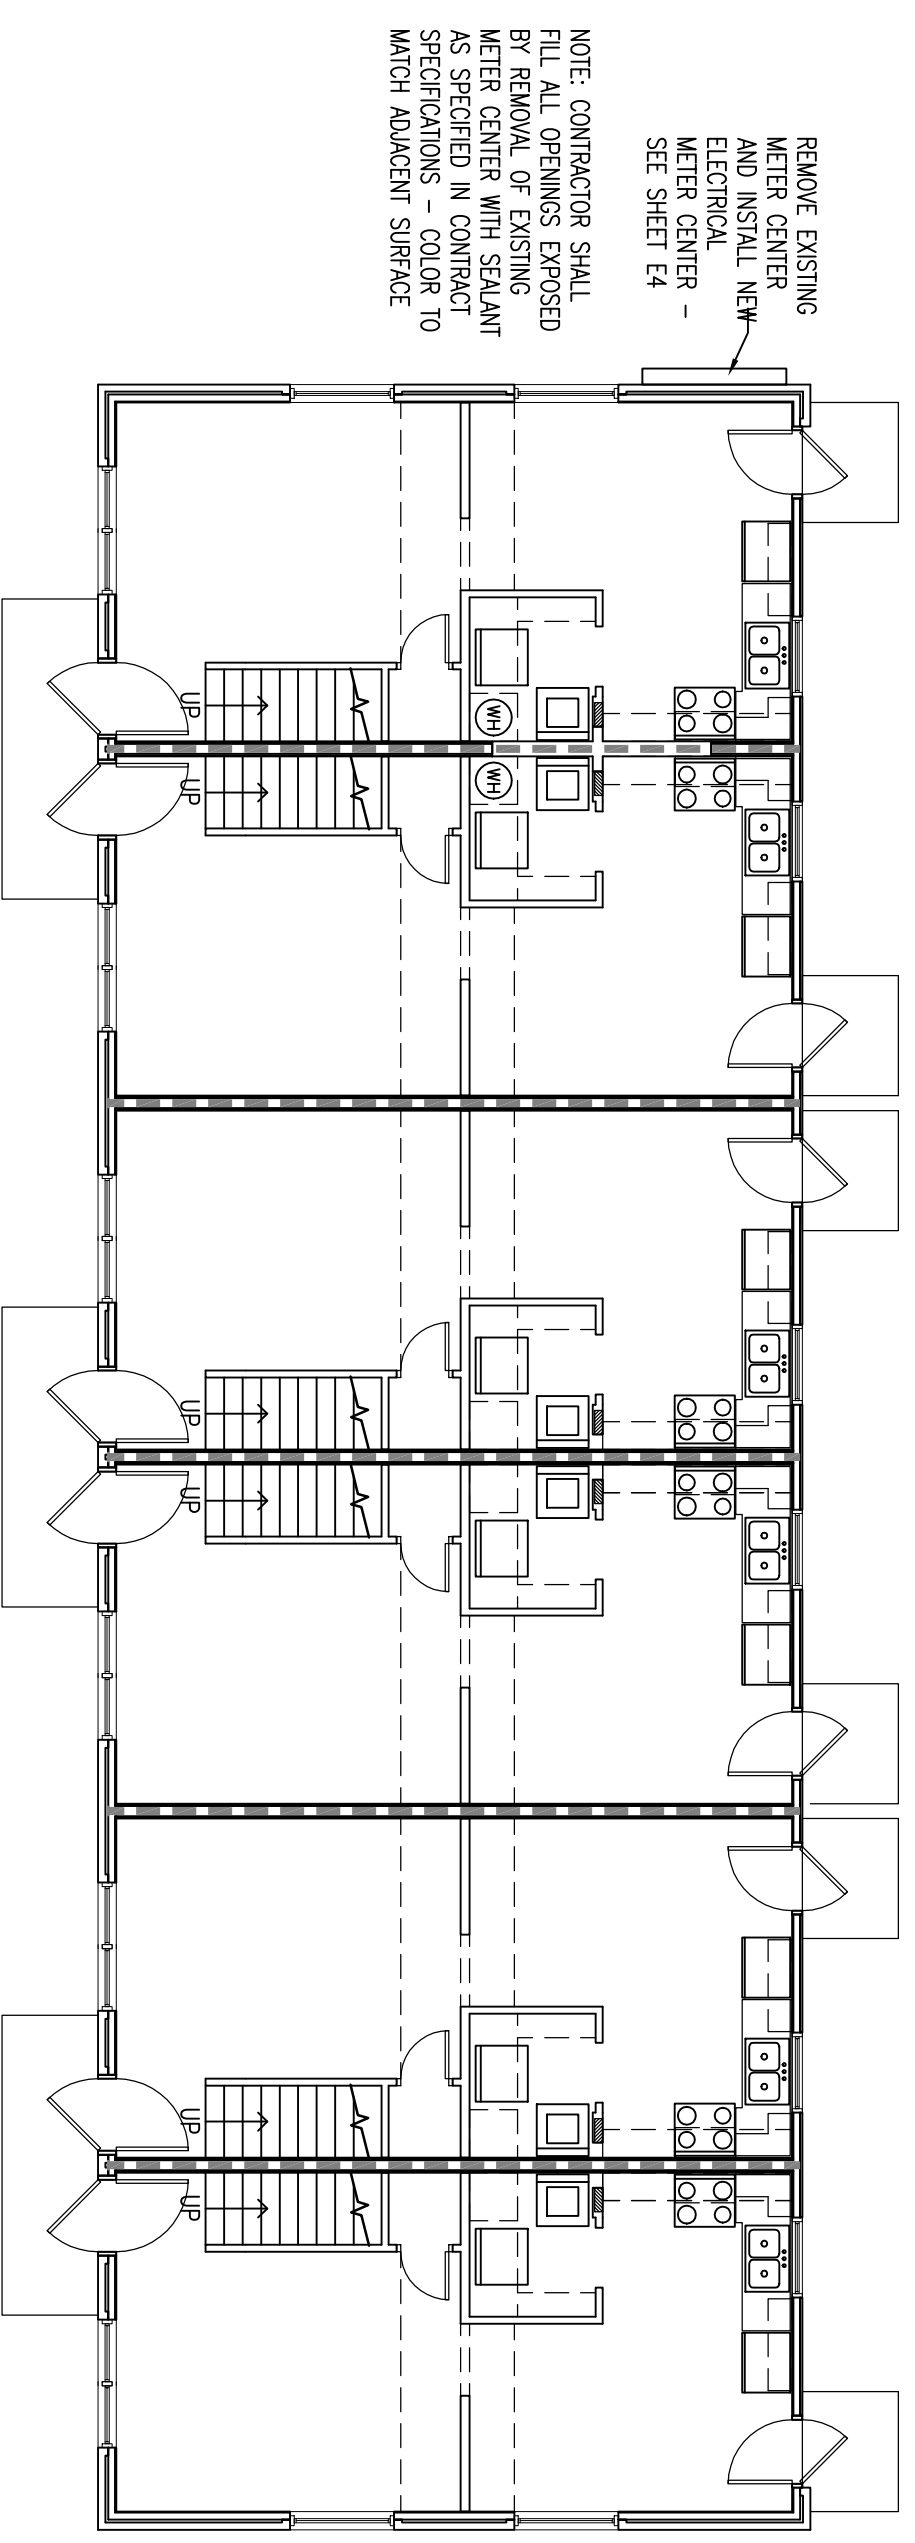 REMOVE EXISTING
METER CENTER
AND INSTALL NEW
ELECTRICAL
METER CENTER -
SEE SHEET E4
NOTE: CONTRACTOR SHALL
FILL ALL OPENINGS EXPOSED
BY REMOVAL OF EXISTING
METER CENTER WITH SEALANT
AS SPECIFIED IN CONTRACT
SPECIFICATIONS - COLOR TO
MATCH ADJACENT SURFACE
WH
WH
UP
UP
UP
UP
UP
UP